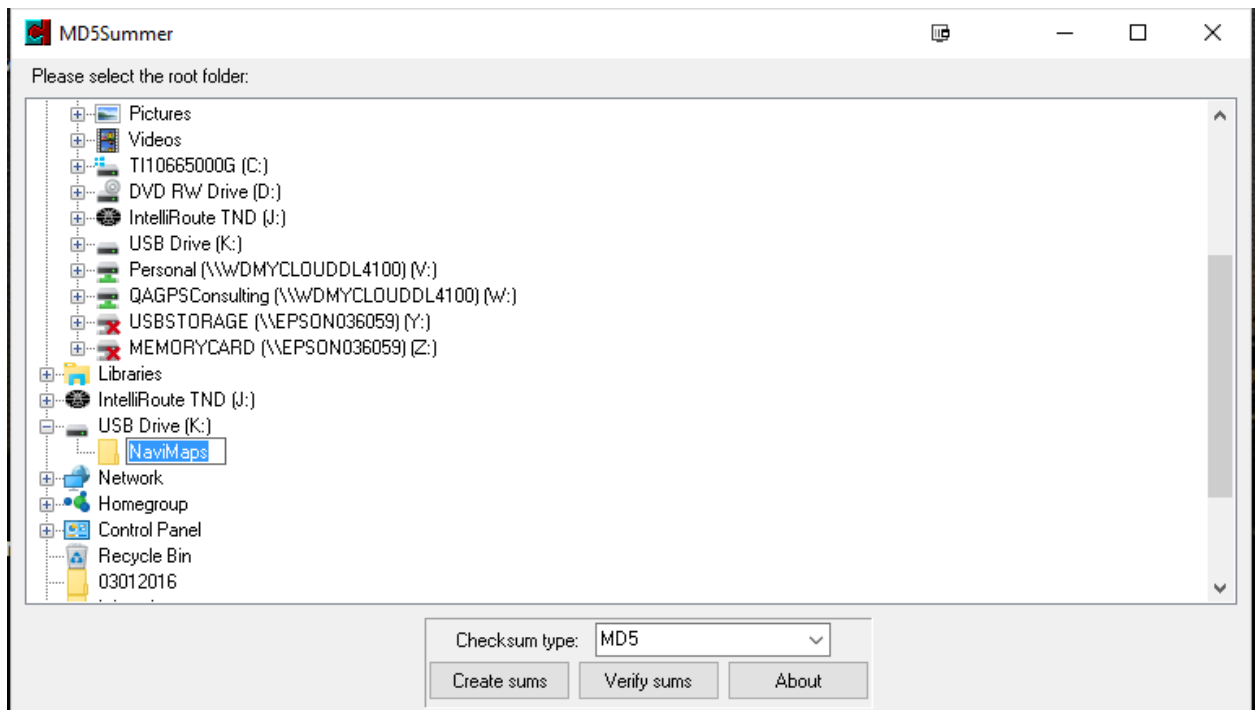 MD5Summer
Please select the root folder:
Pictures
Videos
TI10665000G (C:)
DVD RW Drive (D:)
IntelliRoute TND (J:)
USB Drive (K:)
Personal (\\WDMYCLOUDDL4100) (V:)
QAGPSConsulting (\\WDMYCLOUDDL4100) (W:)
USBSTORAGE (\\EPSON036059) (Y:)
MEMORYCARD (\\EPSON036059) (Z:)
Libraries
IntelliRoute TND (J:)
USB Drive (K:)
NaviMaps
Network
Homegroup
Control Panel
Recycle Bin
03012016
Checksum type: MD5
Create sums Verify sums About